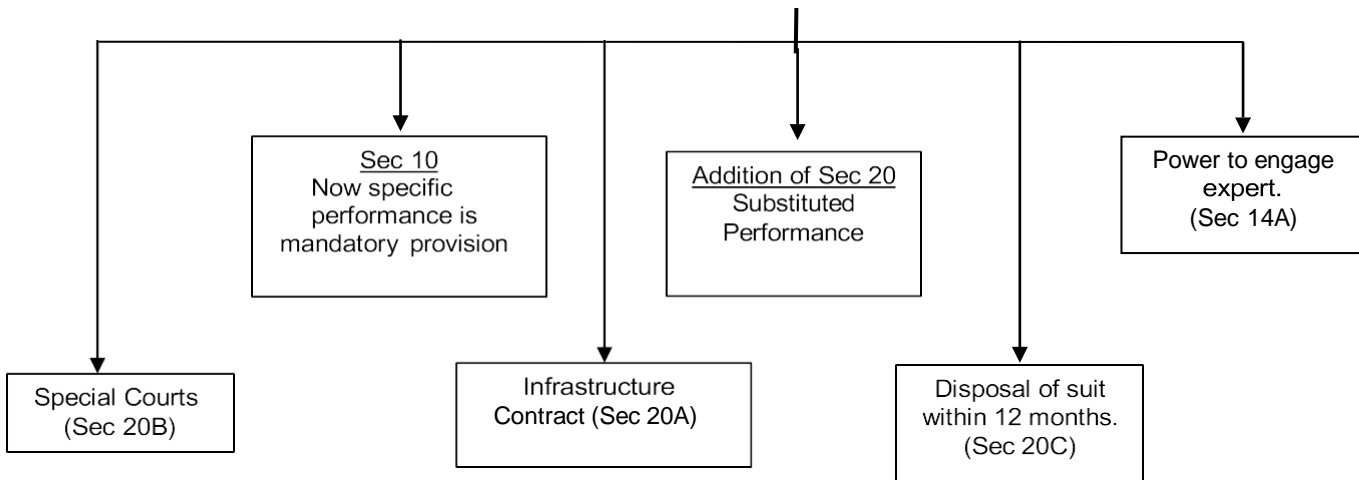 Sec 10
Now specific
performance is
mandatory provision
Addition of Sec 20
Substituted
Performance
Power to engage
expert.
(Sec 14A)
Special Courts
(Sec 20B)
Infrastructure
Contract (Sec 20A)
Disposal of suit
within 12 months.
(Sec 20C)